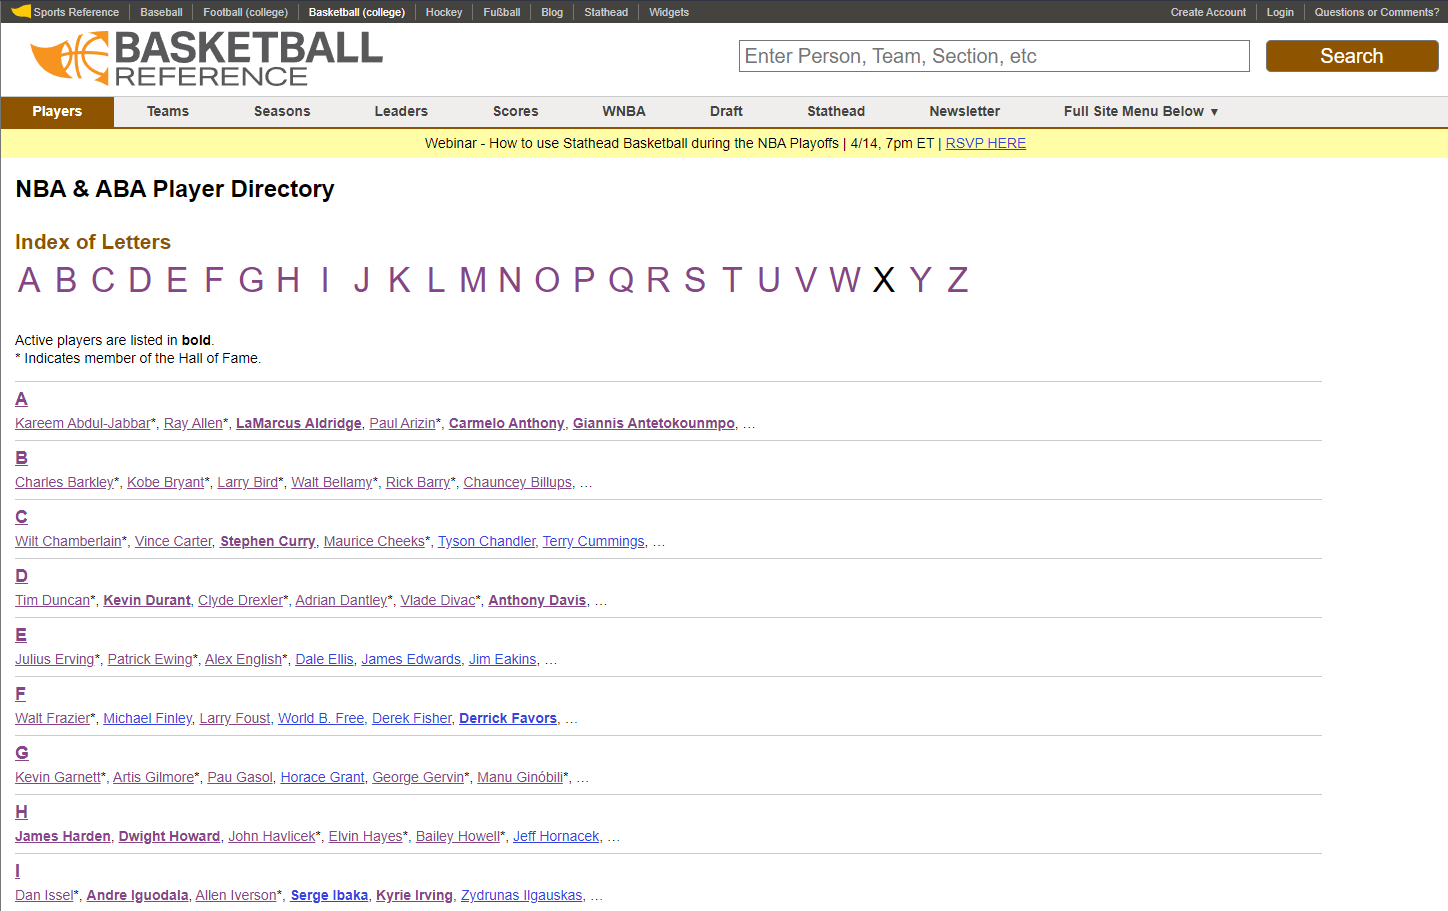 Sports Reference Baseball Football (college) Basketball (college) Hockey Fußball Blog Stathead Widgets Create Account Login Questions or Comments?
BASKETBALL
REFERENCE
Enter Person, Team, Section, etc Search
Players Teams Seasons Leaders Scores WNBA Draft Stathead Newsletter Full Site Menu Below ▼
Webinar - How to use Stathead Basketball during the NBA Playoffs | 4/14, 7pm ET | RSVP HERE
NBA & ABA Player Directory
Index of Letters
A B C D E F G H I J K L M N O P Q R S T U V W X Y Z
Active players are listed in bold.
* Indicates member of the Hall of Fame.
A
Kareem Abdul-Jabbar*, Ray Allen*, LaMarcus Aldridge, Paul Arizin*, Carmelo Anthony, Giannis Antetokounmpo, …
B
Charles Barkley*, Kobe Bryant*, Larry Bird*, Walt Bellamy*, Rick Barry*, Chauncey Billups, …
C
Wilt Chamberlain*, Vince Carter, Stephen Curry, Maurice Cheeks*, Tyson Chandler, Terry Cummings, …
D
Tim Duncan*, Kevin Durant, Clyde Drexler*, Adrian Dantley*, Vlade Divac*, Anthony Davis, …
E
Julius Erving*, Patrick Ewing*, Alex English*, Dale Ellis, James Edwards, Jim Eakins, …
F
Walt Frazier*, Michael Finley, Larry Foust, World B. Free, Derek Fisher, Derrick Favors, …
G
Kevin Garnett*, Artis Gilmore*, Pau Gasol, Horace Grant, George Gervin*, Manu Ginóbili*, …
H
James Harden, Dwight Howard, John Havlicek*, Elvin Hayes*, Bailey Howell*, Jeff Hornacek, …
I
Dan Issel*, Andre Iguodala, Allen Iverson*, Serge Ibaka, Kyrie Irving, Zydrunas Ilgauskas, …